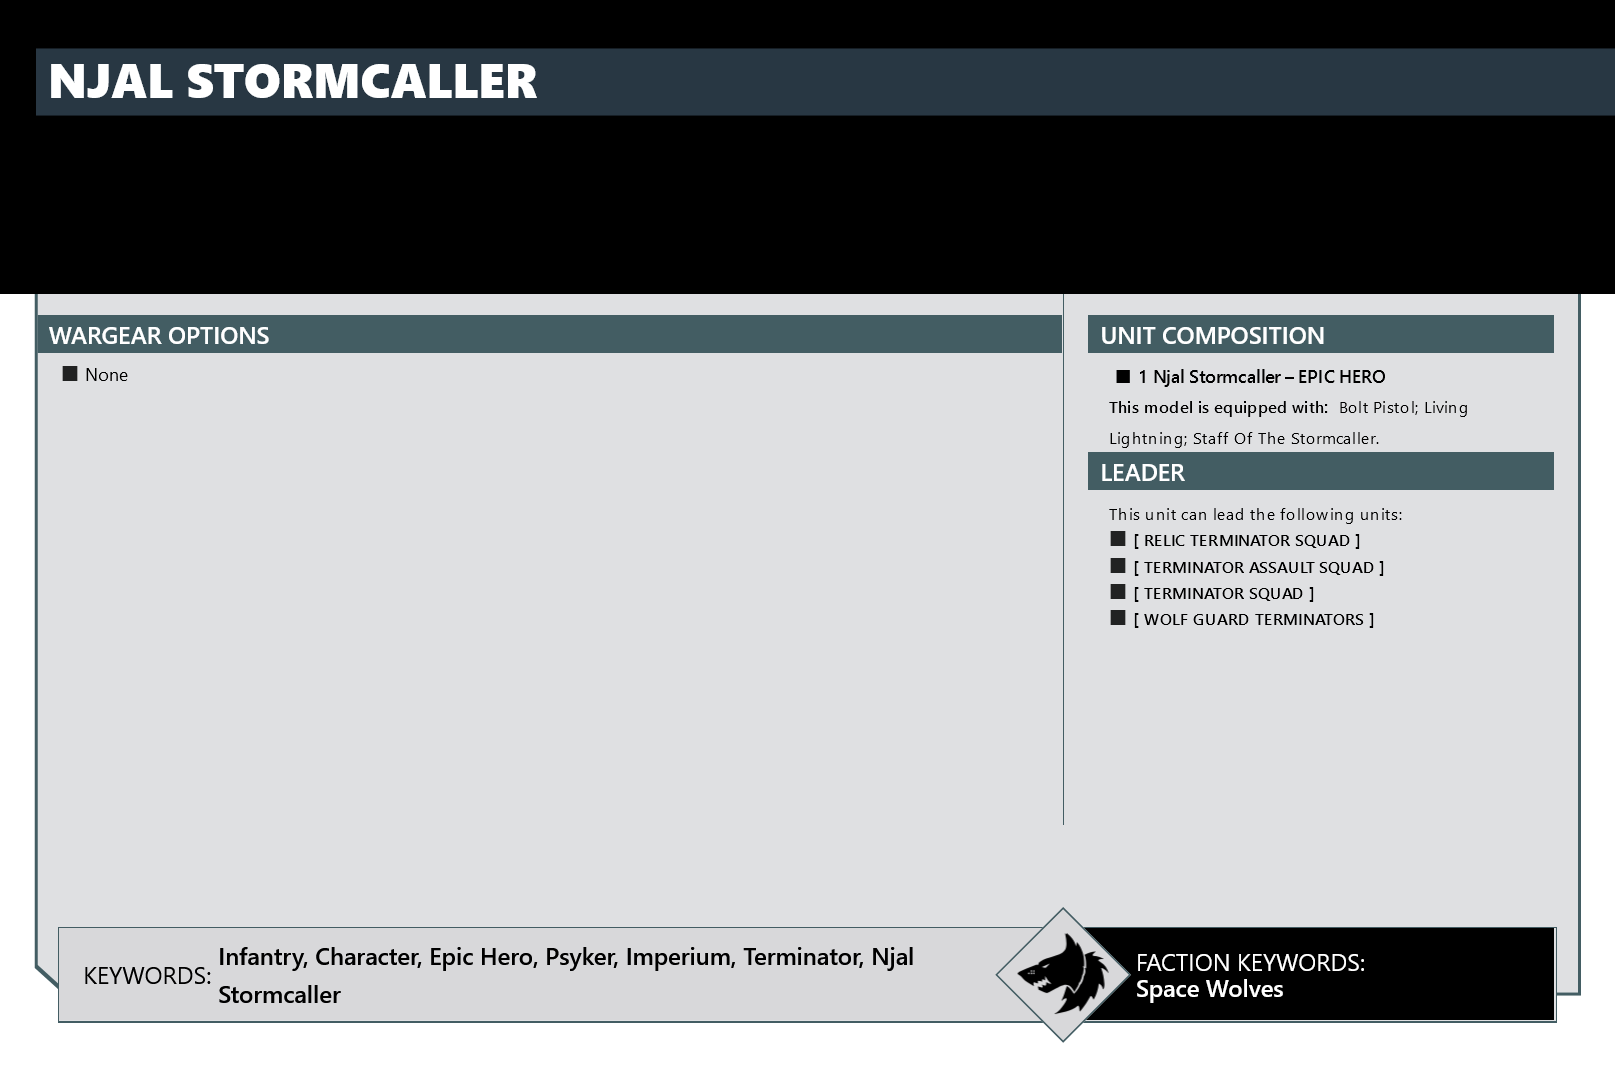 NJAL STORMCALLER
WARGEAR OPTIONS
■ None
UNIT COMPOSITION
■ 1 Njal Stormcaller – EPIC HERO
This model is equipped with: Bolt Pistol; Living
Lightning; Staff Of The Stormcaller.
LEADER
This unit can lead the following units:
■ [ RELIC TERMINATOR SQUAD ]
■ [ TERMINATOR ASSAULT SQUAD ]
■ [ TERMINATOR SQUAD ]
■ [ WOLF GUARD TERMINATORS ]
KEYWORDS: Infantry, Character, Epic Hero, Psyker, Imperium, Terminator, Njal
Stormcaller
FACTION KEYWORDS:
Space Wolves